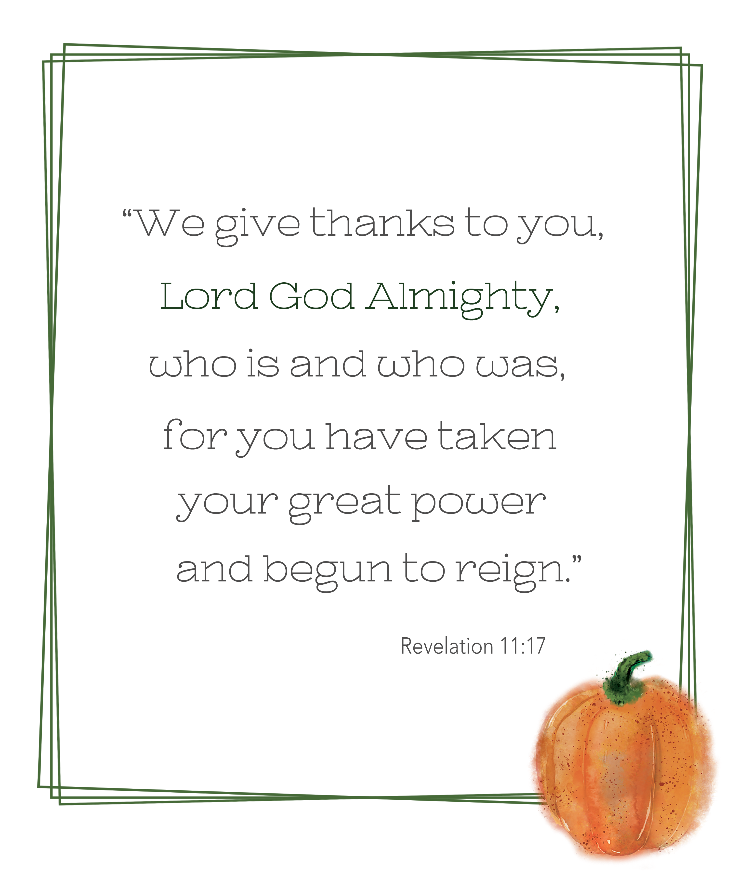 “We give thanks to you,
Lord God Almighty,
who is and who was,
for you have taken
your great power
and begun to reign.”
Revelation 11:17